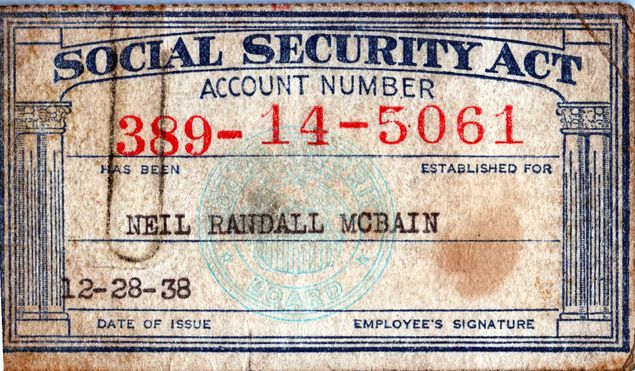 SOCIAL SECURITY ACT
ACCOUNT NUMBER
389-14-5061
HAS BEEN ESTABLISHED FOR
NEIL RANDALL MCBAIN
BOARD
12-28-38
DATE OF ISSUE EMPLOYEE'S SIGNATURE